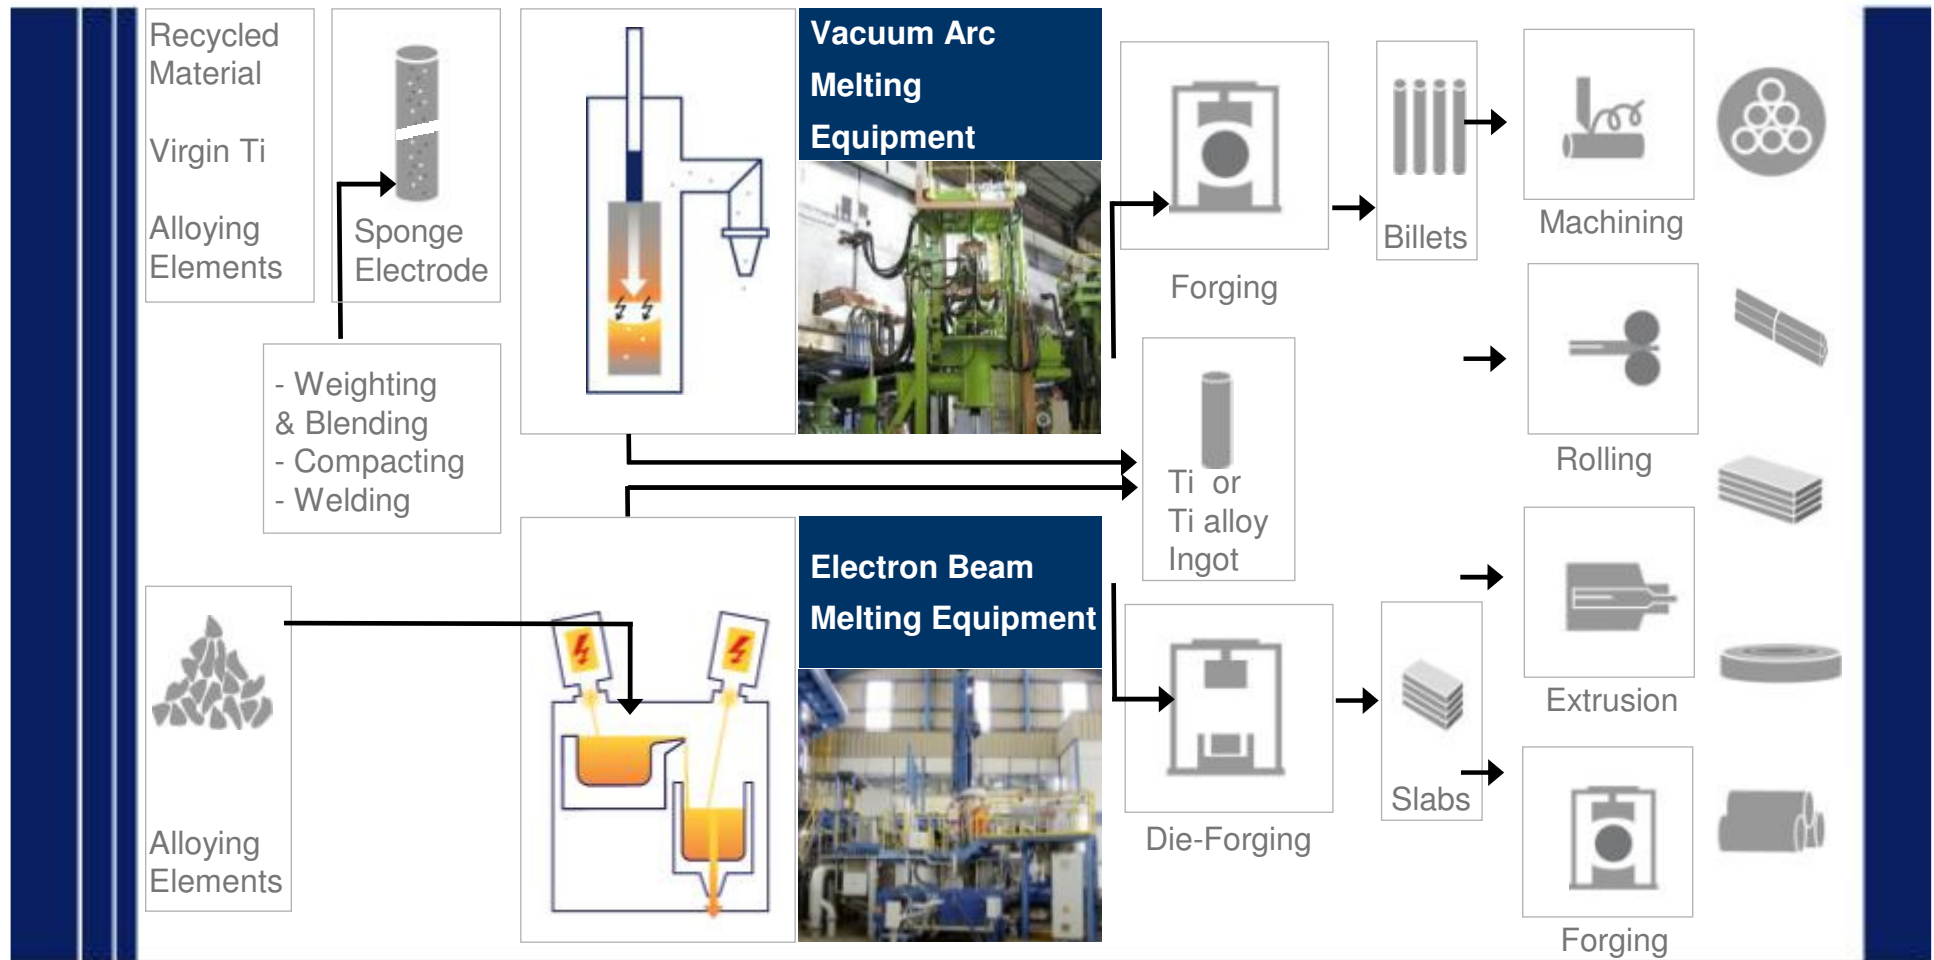 Recycled
Material
Virgin Ti
Alloying
Elements
Sponge
Electrode
- Weighting
& Blending
- Compacting
- Welding
Alloying
Elements
Vacuum Arc
Melting
Equipment
Electron Beam
Melting Equipment
Forging
Ti or
Ti alloy
Ingot
Die-Forging
Billets
Slabs
Machining
Rolling
Extrusion
Forging